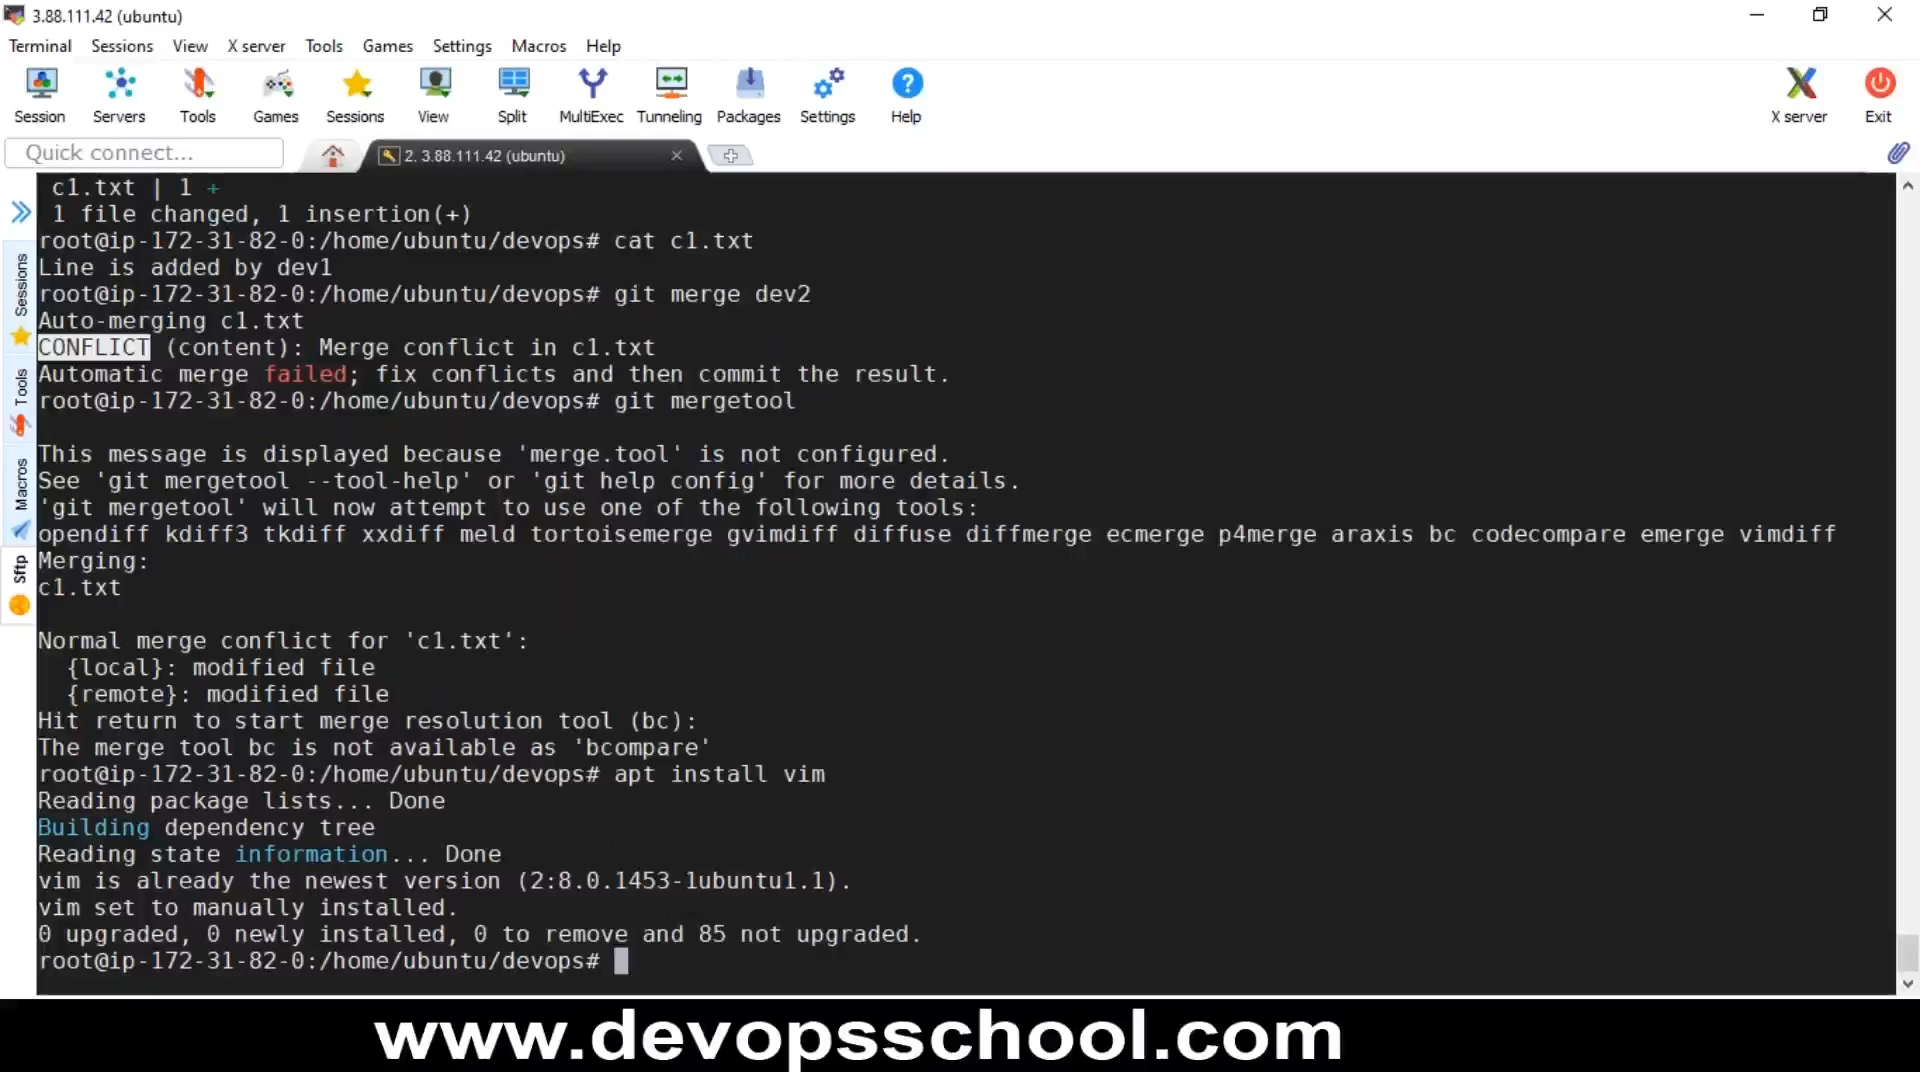 3.88.111.42 (ubuntu)
Terminal Sessions View X server Tools Games Settings Macros Help
Session Servers Tools Games Sessions View Split MultiExec Tunneling Packages Settings Help X server Exit
Quick connect... 2. 3.88.111.42 (ubuntu)
Sessions
Tools
Macros
Sftp
c1.txt | 1 +
1 file changed, 1 insertion(+)
root@ip-172-31-82-0:/home/ubuntu/devops# cat c1.txt
Line is added by dev1
root@ip-172-31-82-0:/home/ubuntu/devops# git merge dev2
Auto-merging c1.txt
CONFLICT (content): Merge conflict in c1.txt
Automatic merge failed; fix conflicts and then commit the result.
root@ip-172-31-82-0:/home/ubuntu/devops# git mergetool
This message is displayed because 'merge.tool' is not configured.
See 'git mergetool --tool-help' or 'git help config' for more details.
'git mergetool' will now attempt to use one of the following tools:
opendiff kdiff3 tkdiff xxdiff meld tortoisemerge gvimdiff diffuse diffmerge ecmerge p4merge araxis bc codecompare emerge vimdiff
Merging:
c1.txt
Normal merge conflict for 'c1.txt':
{local}: modified file
{remote}: modified file
Hit return to start merge resolution tool (bc):
The merge tool bc is not available as 'bcompare'
root@ip-172-31-82-0:/home/ubuntu/devops# apt install vim
Reading package lists... Done
Building dependency tree
Reading state information... Done
vim is already the newest version (2:8.0.1453-1ubuntu1.1).
vim set to manually installed.
0 upgraded, 0 newly installed, 0 to remove and 85 not upgraded.
root@ip-172-31-82-0:/home/ubuntu/devops#
www.devopsschool.com